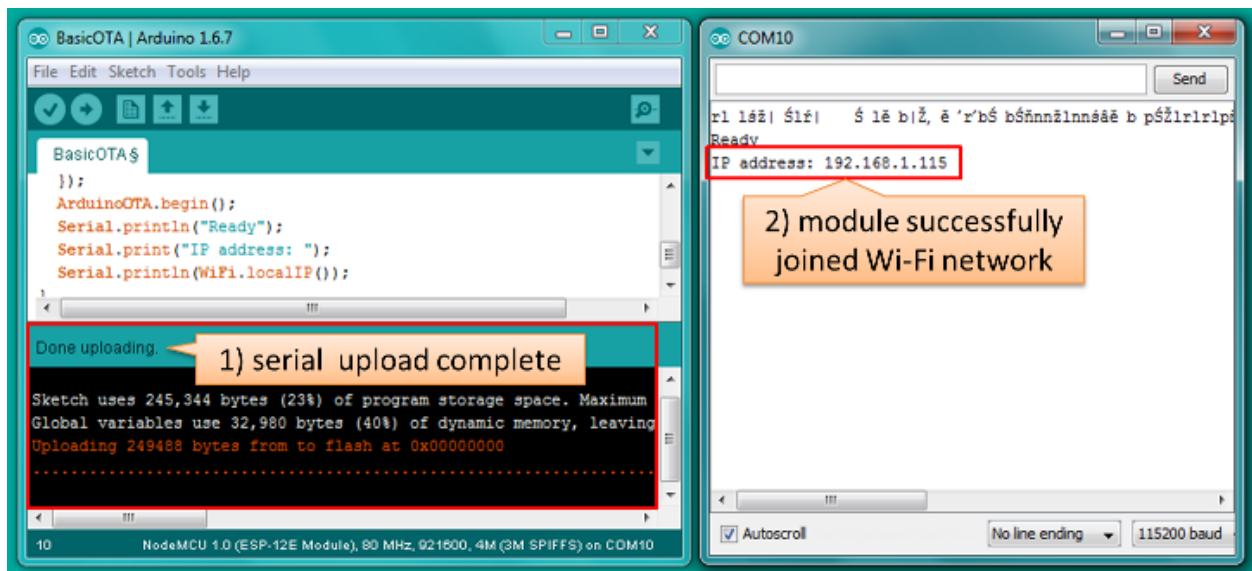 BasicOTA | Arduino 1.6.7
File Edit Sketch Tools Help
BasicOTA§
});
ArduinoOTA.begin();
Serial.println("Ready");
Serial.print("IP address: ");
Serial.println(WiFi.localIP());
}
Done uploading.
1) serial upload complete
Sketch uses 245,344 bytes (23%) of program storage space. Maximum
Global variables use 32,980 bytes (40%) of dynamic memory, leaving
Uploading 249488 bytes from to flash at 0x00000000
................................................................................
10 NodeMCU 1.0 (ESP-12E Module), 80 MHz, 921600, 4M (3M SPIFFS) on COM10
COM10
Send
Ready
IP address: 192.168.1.115
2) module successfully
joined Wi-Fi network
Autoscroll
No line ending
115200 baud